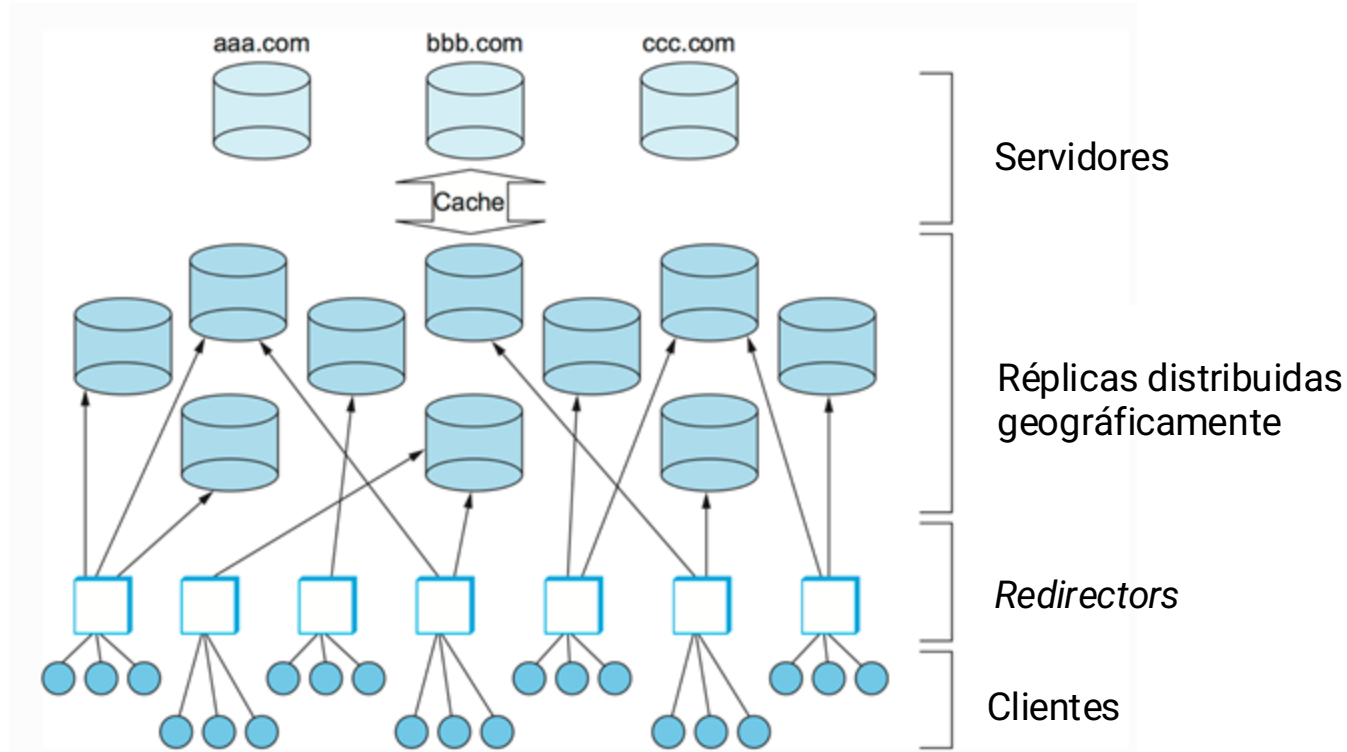 aaa.com
bbb.com
ccc.com
Servidores
Cache
Réplicas distribuidas
geográficamente
Redirectors
Clientes